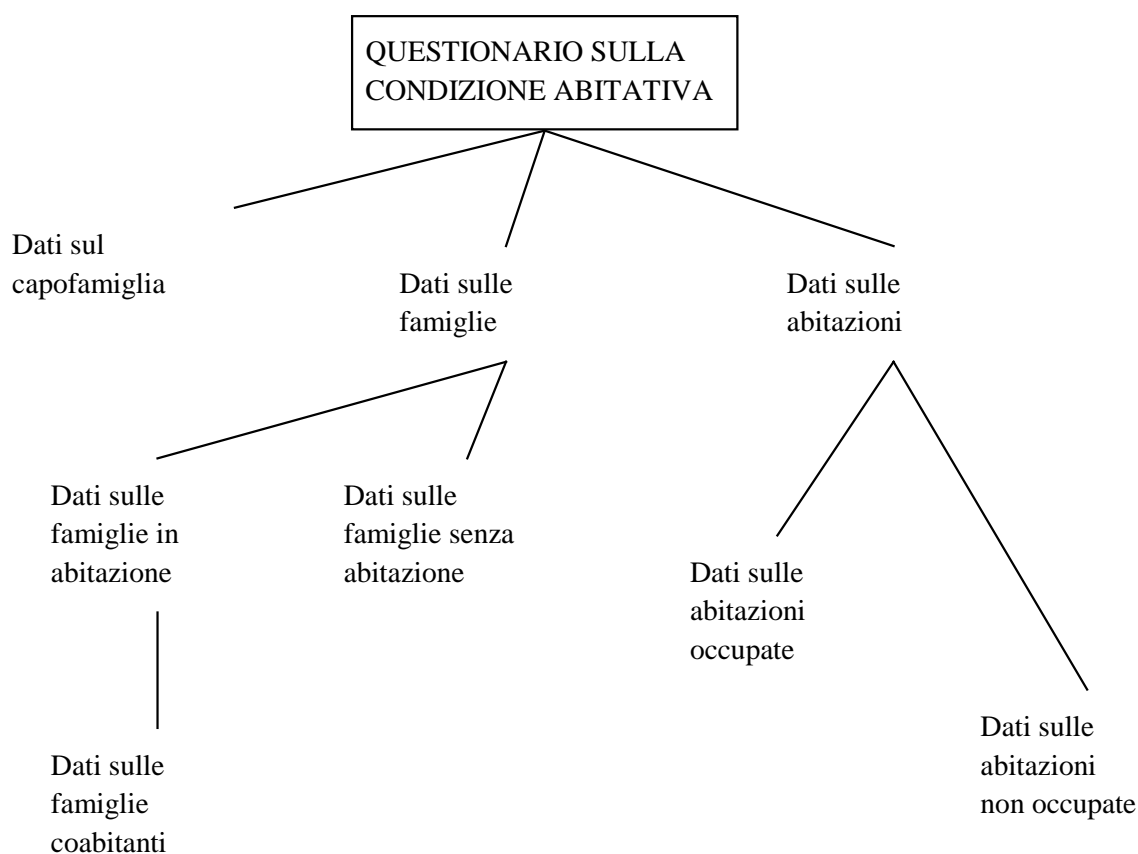 QUESTIONARIO SULLA
CONDIZIONE ABITATIVA
Dati sul
capofamiglia
Dati sulle
famiglie
Dati sulle
abitazioni
Dati sulle
famiglie in
abitazione
Dati sulle
famiglie senza
abitazione
Dati sulle
abitazioni
occupate
Dati sulle
abitazioni
non occupate
Dati sulle
famiglie
coabitanti